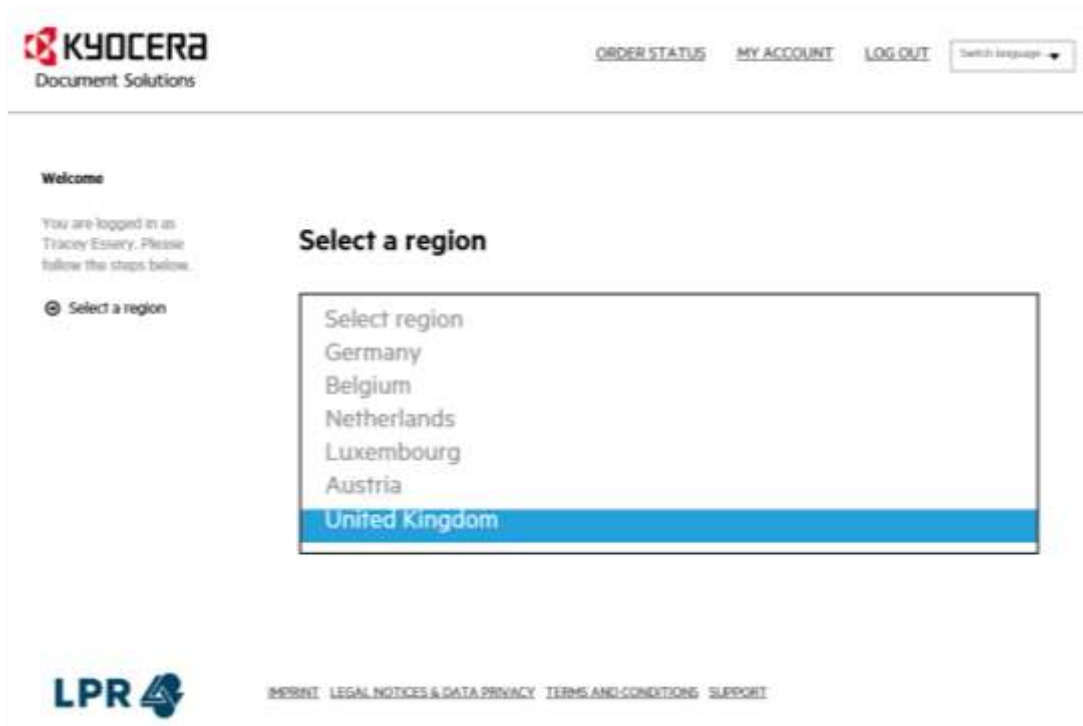 KYOCERA
Document Solutions
ORDER STATUS MY ACCOUNT LOG OUT Switch language
Welcome
You are logged in as
Tracey Essery. Please
follow the steps below.
Select a region
Select a region
Select region
Germany
Belgium
Netherlands
Luxembourg
Austria
United Kingdom
LPR
IMPRINT LEGAL NOTICES & DATA PRIVACY TERMS AND CONDITIONS SUPPORT